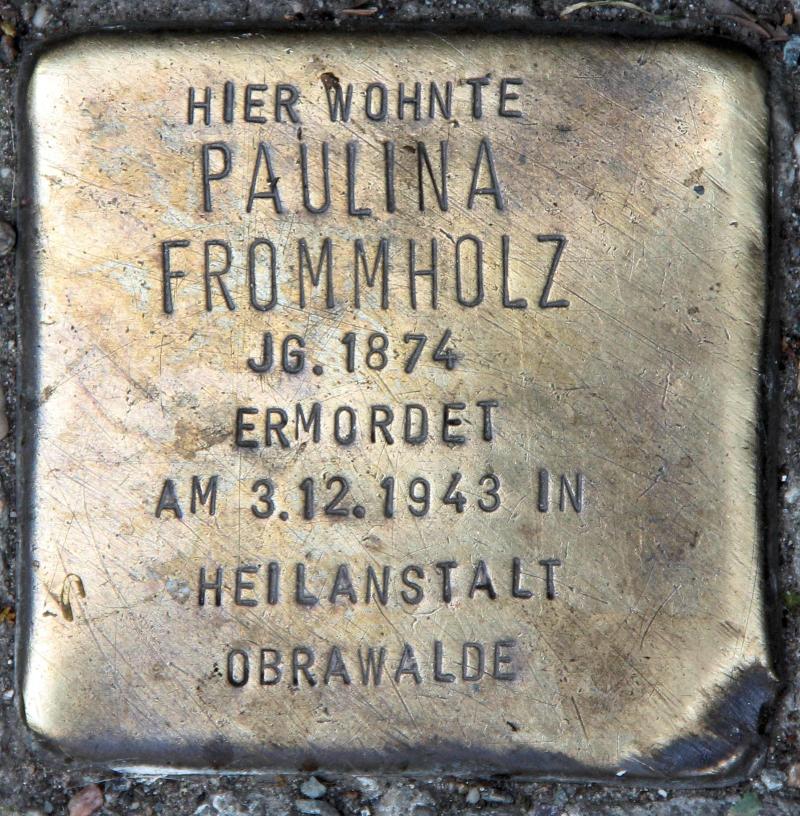 HIER WOHNTE
PAULINA
FROMMHOLZ
JG. 1874
ERMORDET
AM 3.12.1943 IN
HEILANSTALT
OBRAWALDE